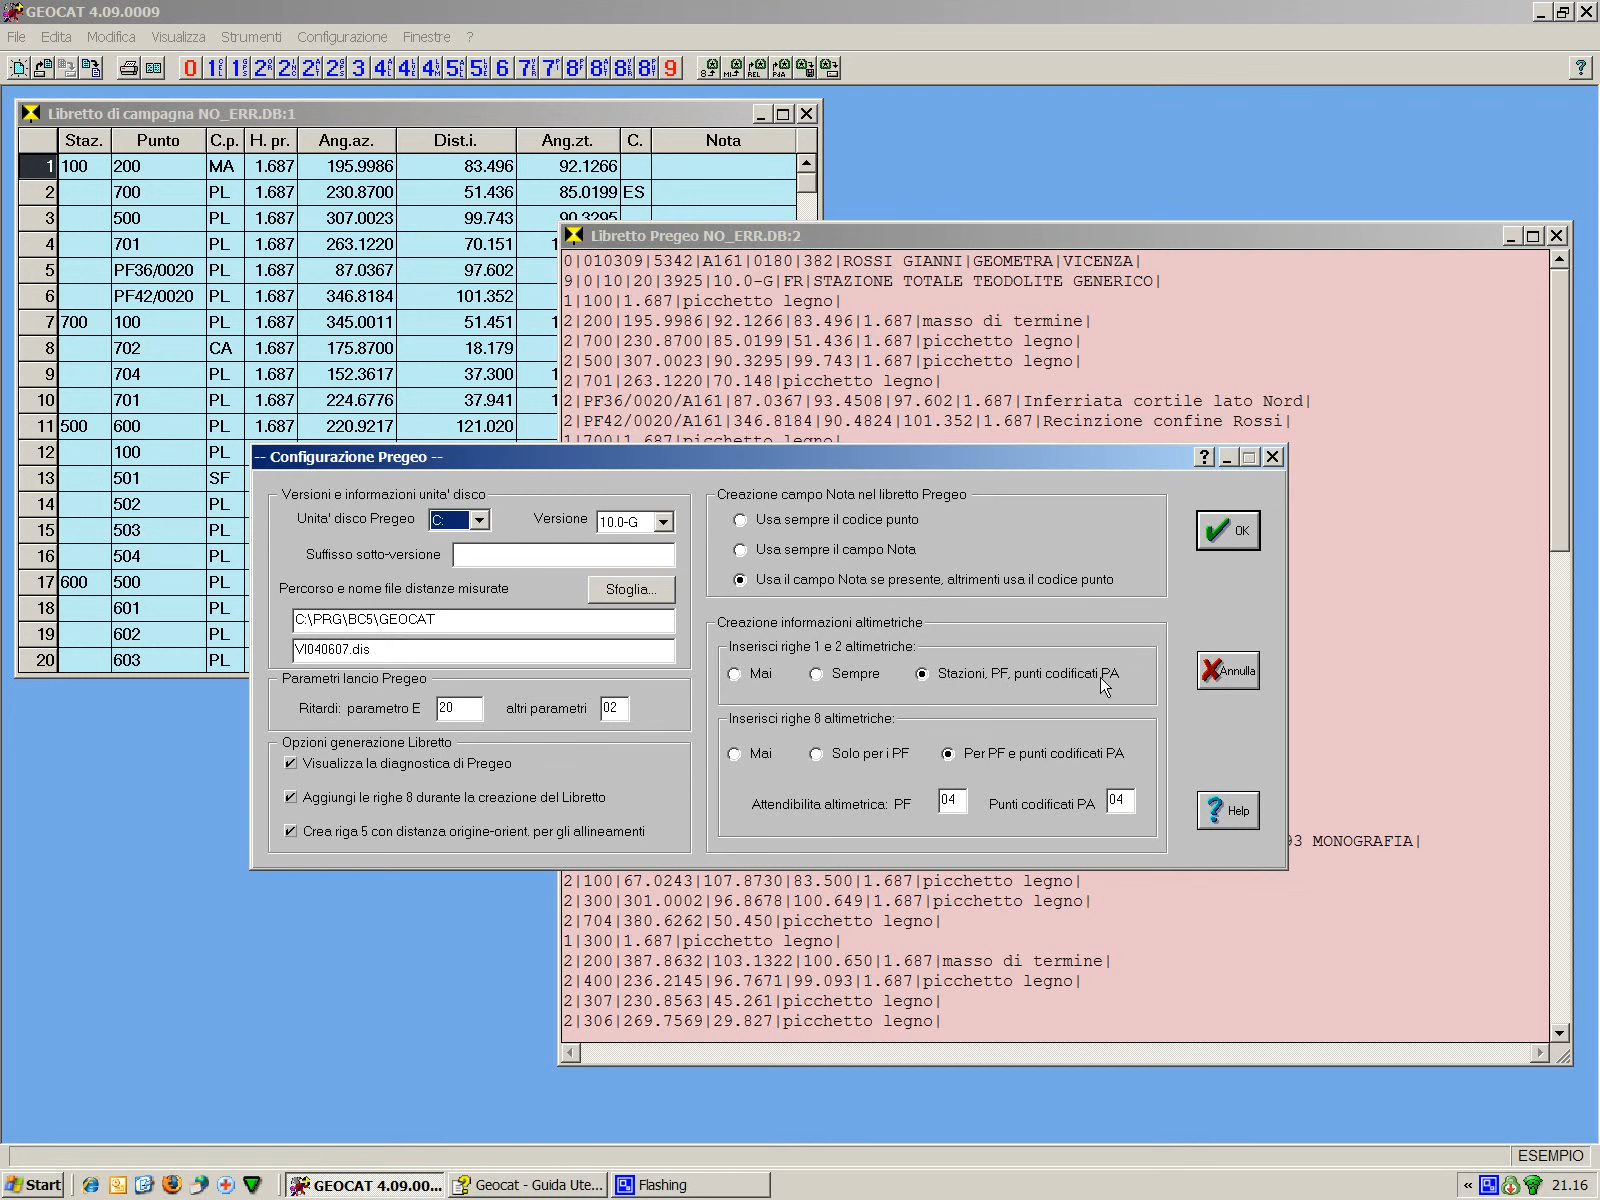 GEOCAT 4.09.0009
File Edita Modifica Visualizza Strumenti Configurazione Finestre ?
Libretto di campagna NO_ERR.DB:1
Staz. Punto C.p. H. pr. Ang.az. Dist.i. Ang.zt. C. Nota
1 100 200 MA 1.687 195.9986 83.496 92.1266
2 700 PL 1.687 230.8700 51.436 85.0199 ES
3 500 PL 1.687 307.0023 99.743 90.3295
4 701 PL 1.687 263.1220 70.151 1
5 PF36/0020 PL 1.687 87.0367 97.602
6 PF42/0020 PL 1.687 346.8184 101.352
7 700 100 PL 1.687 345.0011 51.451 1
8 702 CA 1.687 175.8700 18.179
9 704 PL 1.687 152.3617 37.300 1
10 701 PL 1.687 224.6776 37.941 1
11 500 600 PL 1.687 220.9217 121.020
12 100 PL
13 501 SF
14 502 PL
15 503 PL
16 504 PL
17 600 500 PL
18 601 PL
19 602 PL
20 603 PL
Libretto Pregeo NO_ERR.DB:2
0|010309|5342|A161|0180|382|ROSSI GIANNI|GEOMETRA|VICENZA|
9|0|10|20|3925|10.0-G|FR|STAZIONE TOTALE TEODOLITE GENERICO|
1|100|1.687|picchetto legno|
2|200|195.9986|92.1266|83.496|1.687|masso di termine|
2|700|230.8700|85.0199|51.436|1.687|picchetto legno|
2|500|307.0023|90.3295|99.743|1.687|picchetto legno|
2|701|263.1220|70.148|picchetto legno|
2|PF36/0020/A161|87.0367|93.4508|97.602|1.687|Inferriata cortile lato Nord|
2|PF42/0020/A161|346.8184|90.4824|101.352|1.687|Recinzione confine Rossi|
1|700|1.687|picchetto legno|
-- Configurazione Pregeo --
Versioni e informazioni unita' disco
Unita' disco Pregeo C: Versione 10.0-G
Suffisso sotto-versione
Percorso e nome file distanze misurate Sfoglia...
C:\PRG\BC5\GEOCAT
VI040607.dis
Parametri lancio Pregeo
Ritardi: parametro E 20 altri parametri 02
Opzioni generazione Libretto
Visualizza la diagnostica di Pregeo
Aggiungi le righe 8 durante la creazione del Libretto
Crea riga 5 con distanza origine-orient. per gli allineamenti
Creazione campo Nota nel libretto Pregeo
Usa sempre il codice punto
Usa sempre il campo Nota
Usa il campo Nota se presente, altrimenti usa il codice punto
Creazione informazioni altimetriche
Inserisci righe 1 e 2 altimetriche:
Mai Sempre Stazioni, PF, punti codificati PA
Inserisci righe 8 altimetriche:
Mai Solo per i PF Per PF e punti codificati PA
Attendibilita altimetrica: PF 04 Punti codificati PA 04
OK
Annulla
Help
93 MONOGRAFIA|
2|100|67.0243|107.8730|83.500|1.687|picchetto legno|
2|300|301.0002|96.8678|100.649|1.687|picchetto legno|
2|704|380.6262|50.450|picchetto legno|
1|300|1.687|picchetto legno|
2|200|387.8632|103.1322|100.650|1.687|masso di termine|
2|400|236.2145|96.7671|99.093|1.687|picchetto legno|
2|307|230.8563|45.261|picchetto legno|
2|306|269.7569|29.827|picchetto legno|
ESEMPIO
Start GEOCAT 4.09.00... Geocat - Guida Ute... Flashing « 21.16